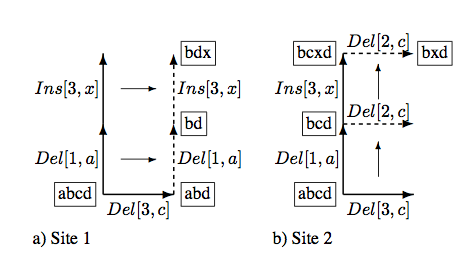 bdx
Ins[3, x]
Ins[3, x]
bd
Del[1, a]
Del[1, a]
abcd
abd
Del[3, c]
a) Site 1
bcxd
Del[2, c]
bxd
Ins[3, x]
Del[2, c]
bcd
Del[1, a]
abcd
Del[3, c]
b) Site 2